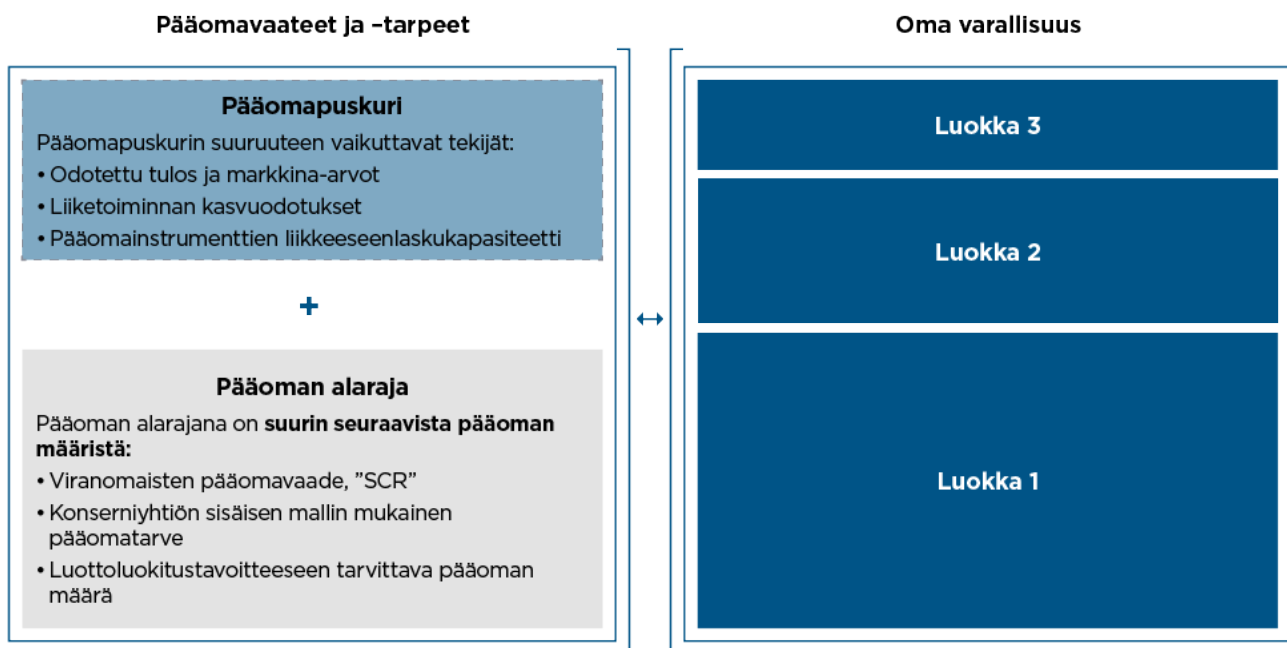 Pääomavaateet ja –tarpeet
Pääomapuskuri
Pääomapuskurin suuruuteen vaikuttavat tekijät:
• Odotettu tulos ja markkina-arvot
• Liiketoiminnan kasvuodotukset
• Pääomainstrumenttien liikkeeseenlaskukapasiteetti
+
Pääoman alaraja
Pääoman alarajana on suurin seuraavista pääoman
määristä:
• Viranomaisten pääomavaade, ”SCR”
• Konserniyhtiön sisäisen mallin mukainen
pääomatarve
• Luottoluokitustavoitteeseen tarvittava pääoman
määrä
↔
Oma varallisuus
Luokka 3
Luokka 2
Luokka 1